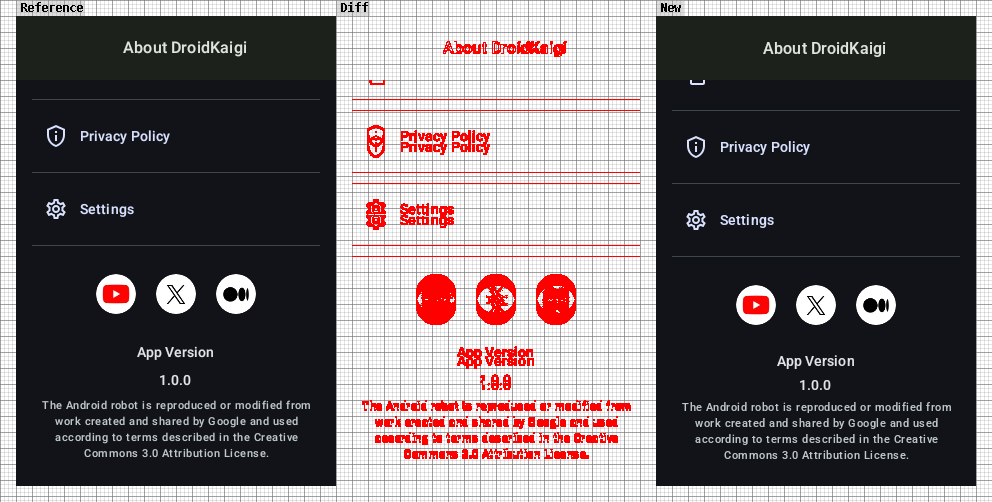 Reference
Diff
New
About DroidKaigi
Privacy Policy
Settings
App Version
1.0.0
The Android robot is reproduced or modified from
work created and shared by Google and used
according to terms described in the Creative
Commons 3.0 Attribution License.
About DroidKaigi
Privacy Policy
Privacy Policy
Settings
Settings
App Version
App Version
1.0.0
1.0.0
The Android robot is reproduced or modified from
work created and shared by Google and used
according to terms described in the Creative
Commons 3.0 Attribution License.
About DroidKaigi
Privacy Policy
Settings
App Version
1.0.0
The Android robot is reproduced or modified from
work created and shared by Google and used
according to terms described in the Creative
Commons 3.0 Attribution License.